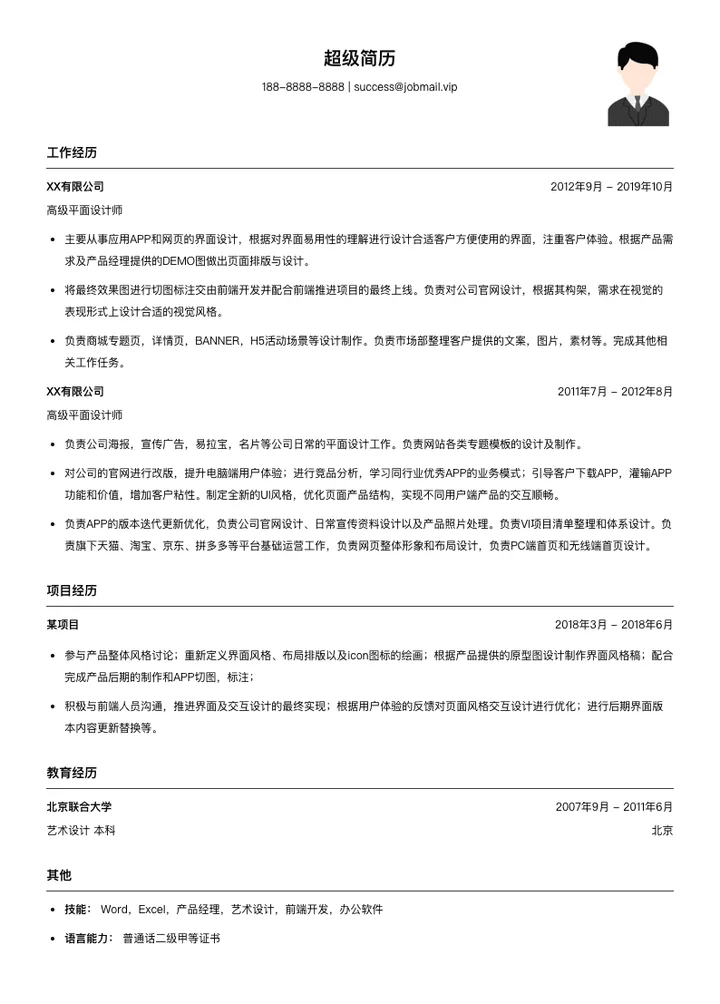 超级简历
188-8888-8888 | success@jobmail.vip
工作经历
XX有限公司 2012年9月 – 2019年10月
高级平面设计师
• 主要从事应用APP和网页的界面设计，根据对界面易用性的理解进行设计合适客户方便使用的界面，注重客户体验。根据产品需
求及产品经理提供的DEMO图做出页面排版与设计。
• 将最终效果图进行切图标注交由前端开发并配合前端推进项目的最终上线。负责对公司官网设计，根据其构架，需求在视觉的
表现形式上设计合适的视觉风格。
• 负责商城专题页，详情页，BANNER，H5活动场景等设计制作。负责市场部整理客户提供的文案，图片，素材等。完成其他相
关工作任务。
XX有限公司 2011年7月 – 2012年8月
高级平面设计师
• 负责公司海报，宣传广告，易拉宝，名片等公司日常的平面设计工作。负责网站各类专题模板的设计及制作。
• 对公司的官网进行改版，提升电脑端用户体验；进行竞品分析，学习同行业优秀APP的业务模式；引导客户下载APP，灌输APP
功能和价值，增加客户粘性。制定全新的UI风格，优化页面产品结构，实现不同用户端产品的交互顺畅。
• 负责APP的版本迭代更新优化，负责公司官网设计、日常宣传资料设计以及产品照片处理。负责VI项目清单整理和体系设计。负
责旗下天猫、淘宝、京东、拼多多等平台基础运营工作，负责网页整体形象和布局设计，负责PC端首页和无线端首页设计。
项目经历
某项目 2018年3月 – 2018年6月
• 参与产品整体风格讨论；重新定义界面风格、布局排版以及icon图标的绘画；根据产品提供的原型图设计制作界面风格稿；配合
完成产品后期的制作和APP切图，标注；
• 积极与前端人员沟通，推进界面及交互设计的最终实现；根据用户体验的反馈对页面风格交互设计进行优化；进行后期界面版
本内容更新替换等。
教育经历
北京联合大学 2007年9月 – 2011年6月
艺术设计 本科 北京
其他
• 技能： Word，Excel，产品经理，艺术设计，前端开发，办公软件
• 语言能力： 普通话二级甲等证书